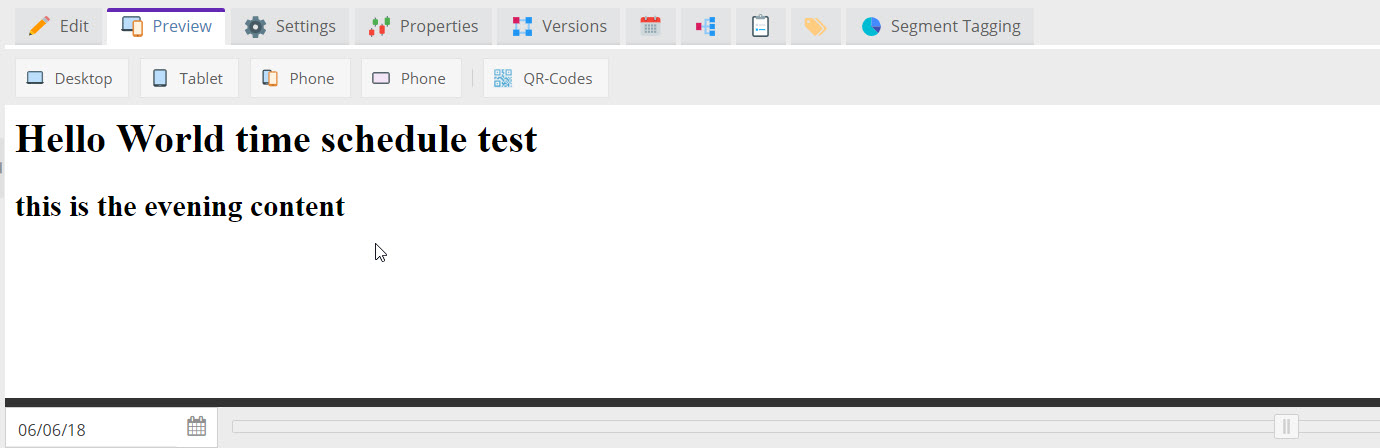 Edit Preview Settings Properties Versions Segment Tagging
Desktop Tablet Phone Phone QR-Codes
Hello World time schedule test
this is the evening content
06/06/18